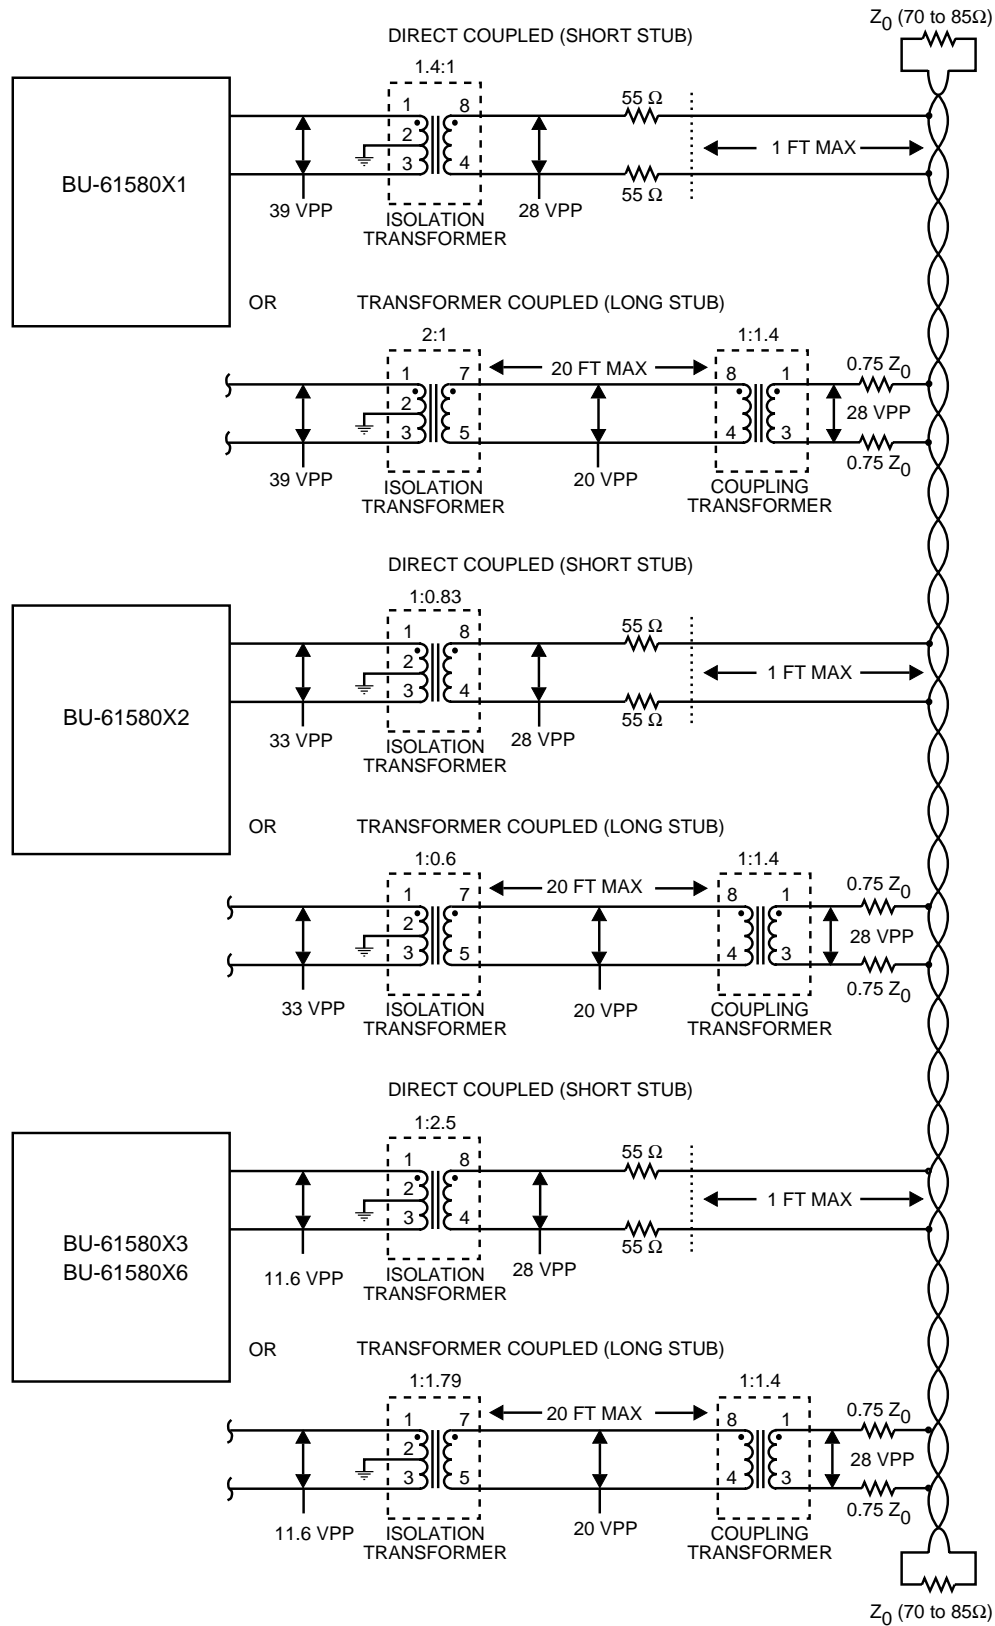 Z0 (70 to 85Ω)
DIRECT COUPLED (SHORT STUB)
1.4:1
1 8
2
3 4
55 Ω
55 Ω
1 FT MAX
BU-61580X1
39 VPP
28 VPP
ISOLATION
TRANSFORMER
OR
TRANSFORMER COUPLED (LONG STUB)
2:1
1:1.4
20 FT MAX
1 7
2
3 5
8 1
4 3
0.75 Z0
28 VPP
0.75 Z0
39 VPP
20 VPP
ISOLATION
TRANSFORMER
COUPLING
TRANSFORMER
DIRECT COUPLED (SHORT STUB)
1:0.83
1 8
2
3 4
55 Ω
55 Ω
1 FT MAX
BU-61580X2
33 VPP
28 VPP
ISOLATION
TRANSFORMER
OR
TRANSFORMER COUPLED (LONG STUB)
1:0.6
1:1.4
20 FT MAX
1 7
2
3 5
8 1
4 3
0.75 Z0
28 VPP
0.75 Z0
33 VPP
20 VPP
ISOLATION
TRANSFORMER
COUPLING
TRANSFORMER
DIRECT COUPLED (SHORT STUB)
1:2.5
1 8
2
3 4
55 Ω
55 Ω
1 FT MAX
BU-61580X3
BU-61580X6
11.6 VPP
28 VPP
ISOLATION
TRANSFORMER
OR
TRANSFORMER COUPLED (LONG STUB)
1:1.79
1:1.4
20 FT MAX
1 7
2
3 5
8 1
4 3
0.75 Z0
28 VPP
0.75 Z0
11.6 VPP
20 VPP
ISOLATION
TRANSFORMER
COUPLING
TRANSFORMER
Z0 (70 to 85Ω)